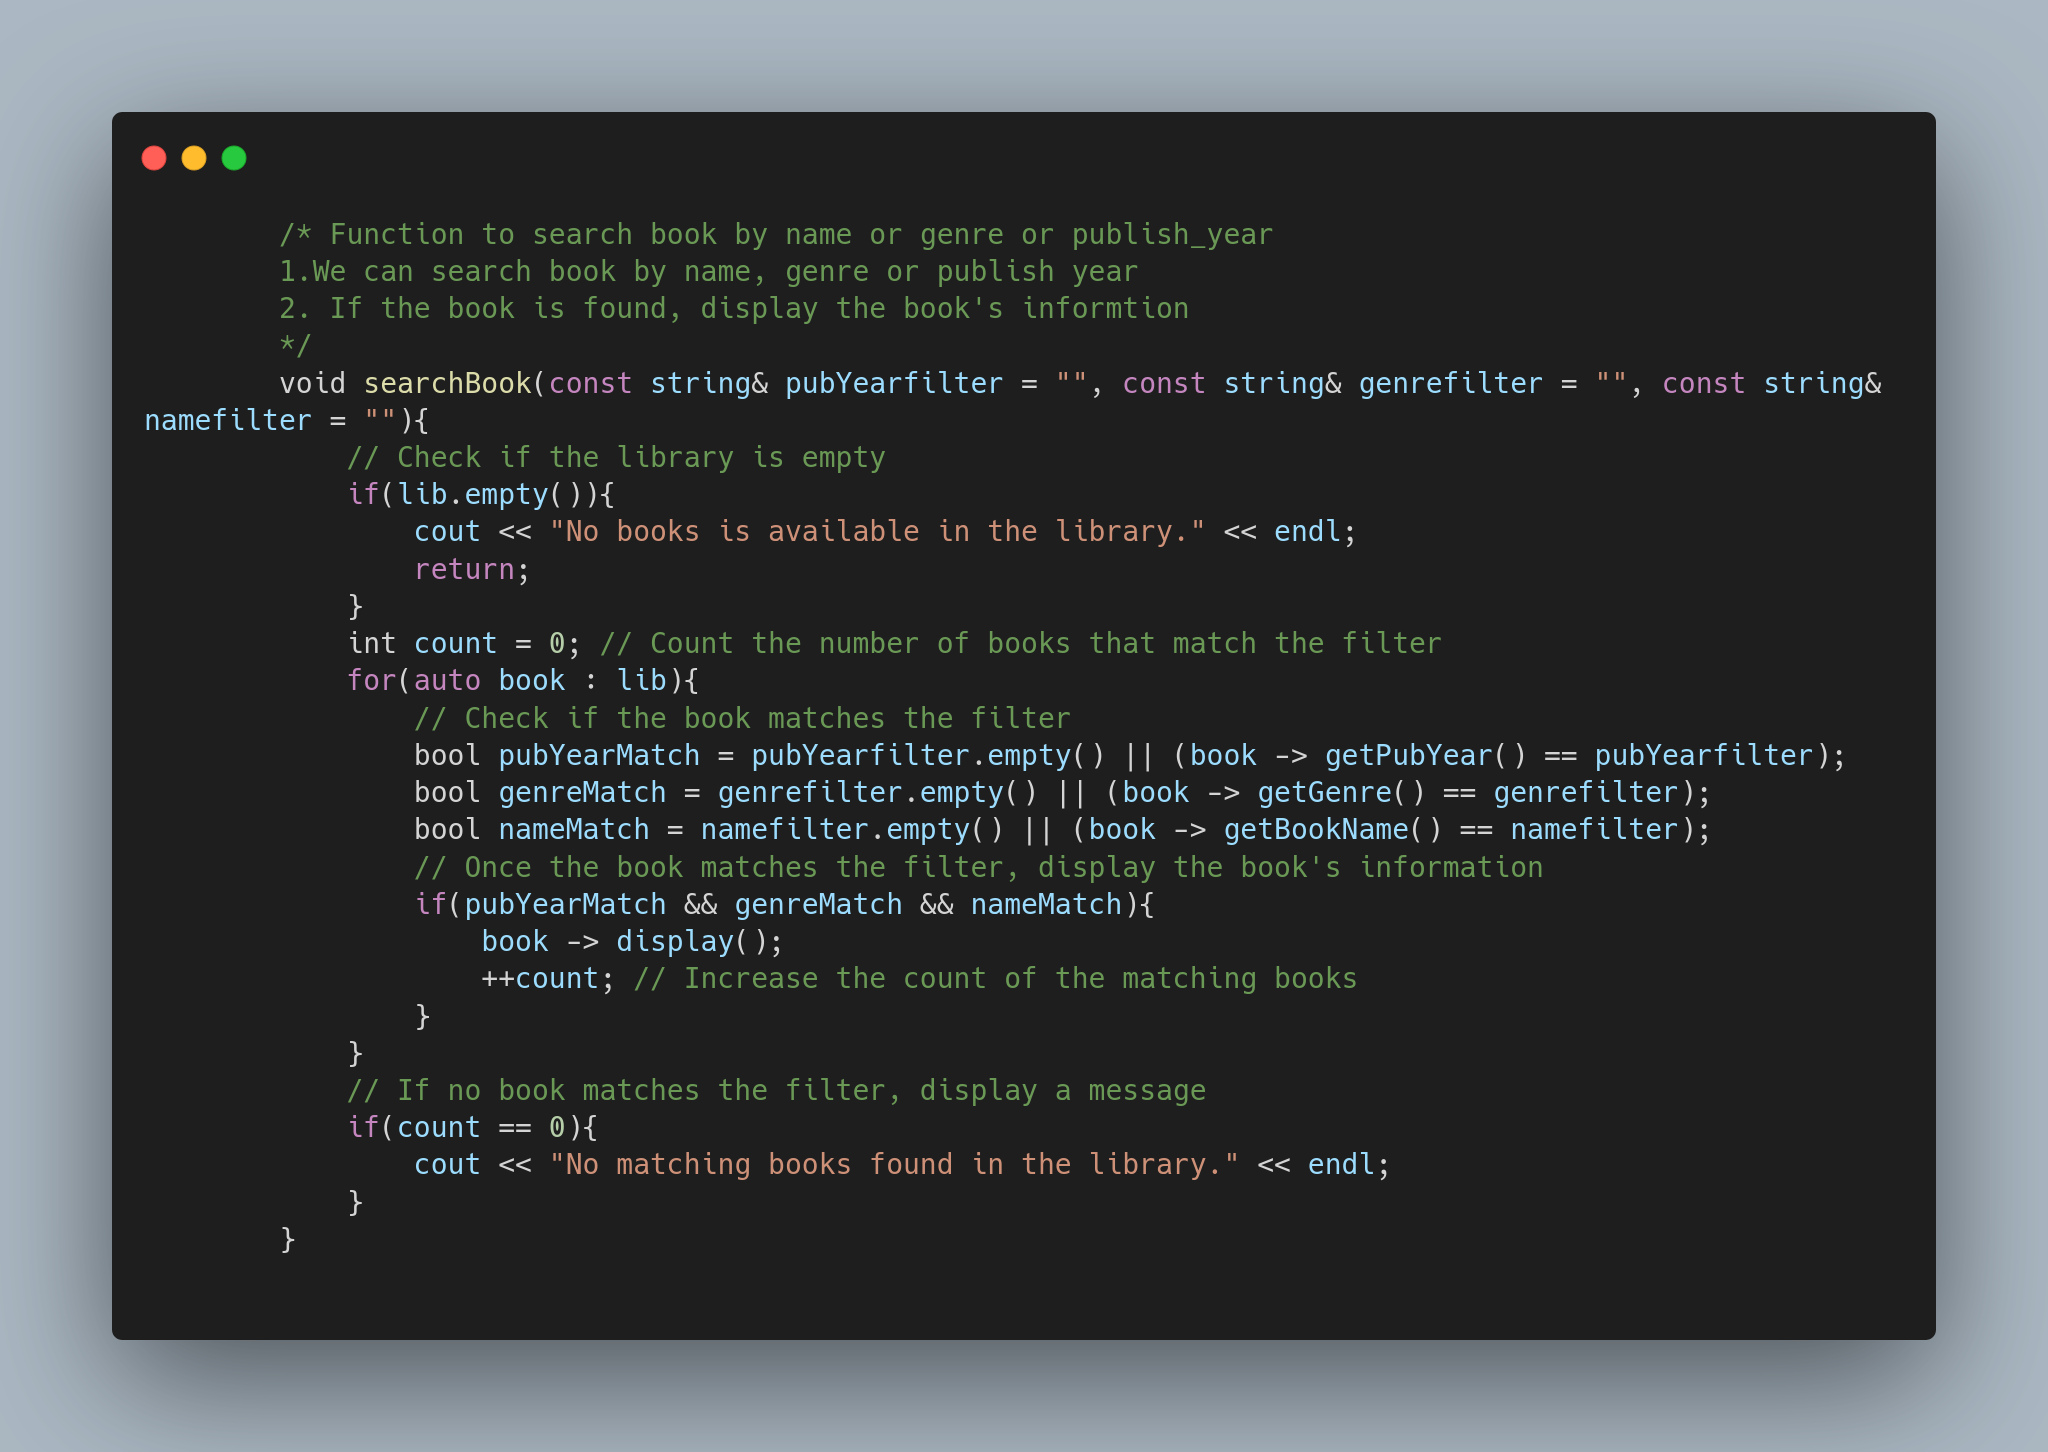 /* Function to search book by name or genre or publish_year
1.We can search book by name, genre or publish year
2. If the book is found, display the book's informtion
*/
void searchBook(const string& pubYearfilter = "", const string& genrefilter = "", const string&
namefilter = ""){
// Check if the library is empty
if(lib.empty()){
cout << "No books is available in the library." << endl;
return;
}
int count = 0; // Count the number of books that match the filter
for(auto book : lib){
// Check if the book matches the filter
bool pubYearMatch = pubYearfilter.empty() || (book -> getPubYear() == pubYearfilter);
bool genreMatch = genrefilter.empty() || (book -> getGenre() == genrefilter);
bool nameMatch = namefilter.empty() || (book -> getBookName() == namefilter);
// Once the book matches the filter, display the book's information
if(pubYearMatch && genreMatch && nameMatch){
book -> display();
++count; // Increase the count of the matching books
}
}
// If no book matches the filter, display a message
if(count == 0){
cout << "No matching books found in the library." << endl;
}
}